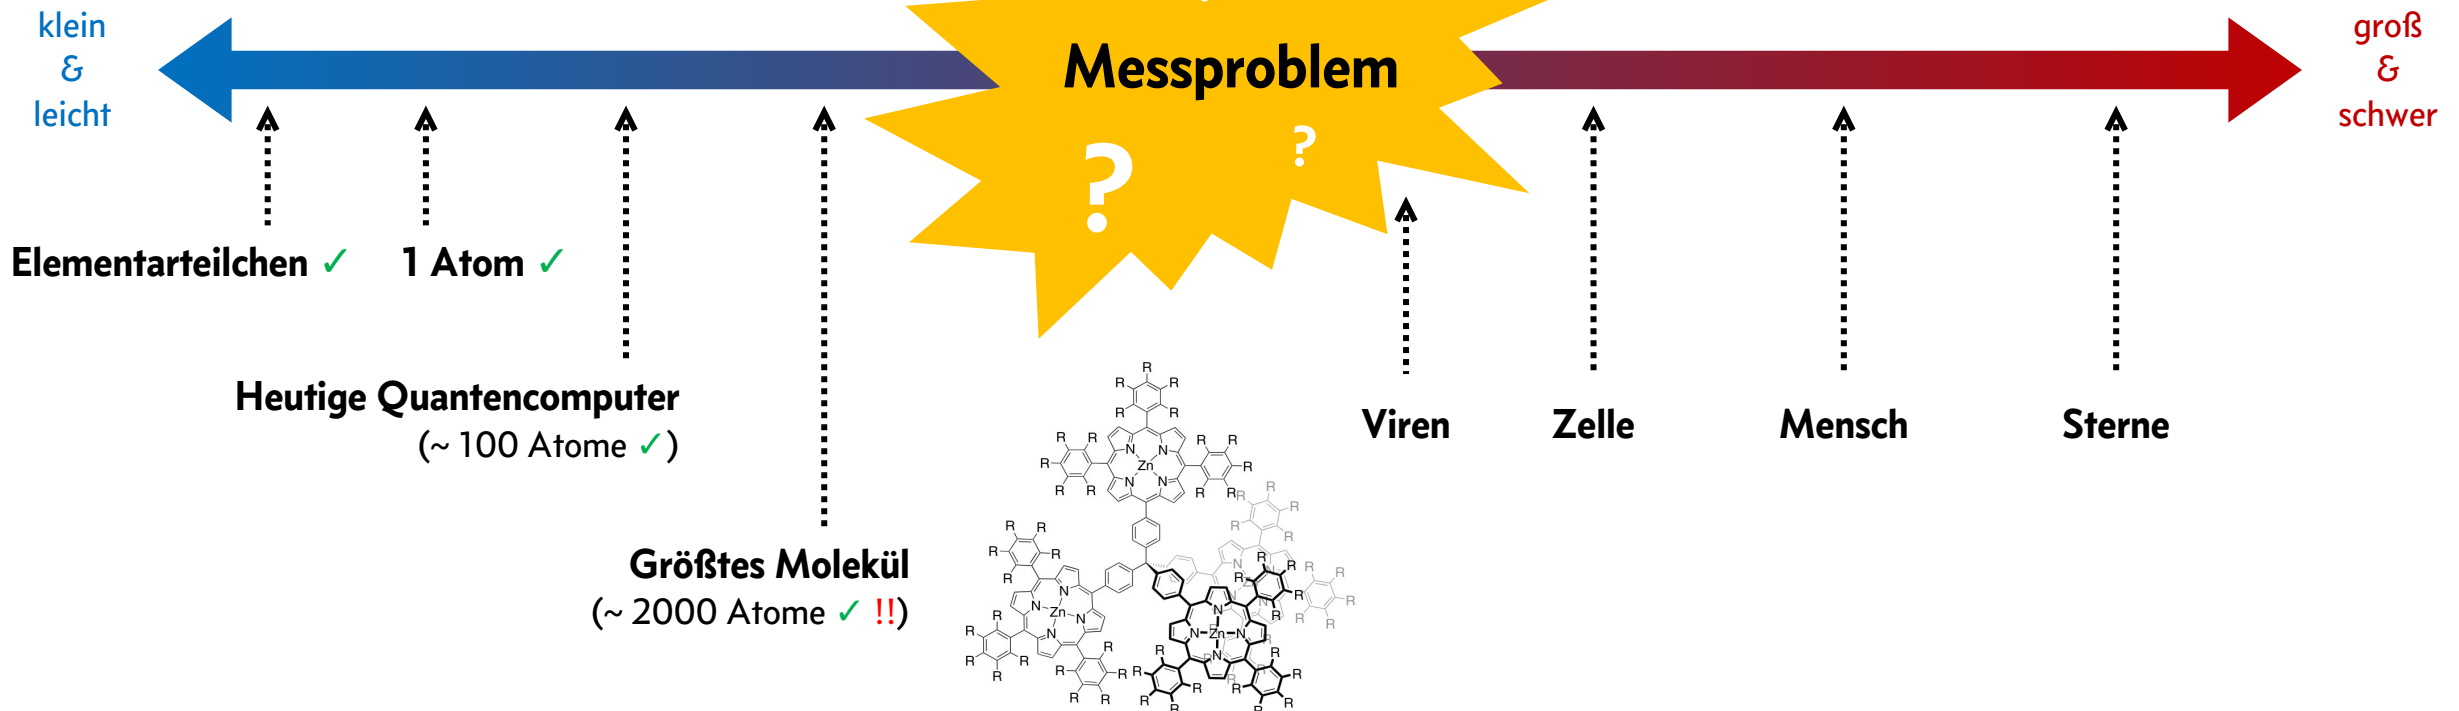 klein
&
leicht
Messproblem
groß
&
schwer
?
?
Elementarteilchen ✓
1 Atom ✓
Heutige Quantencomputer
(~ 100 Atome ✓)
Größtes Molekül
(~ 2000 Atome ✓ !!)
Viren
Zelle
Mensch
Sterne
Zn
N
N
N
N
R
R
R
R
R